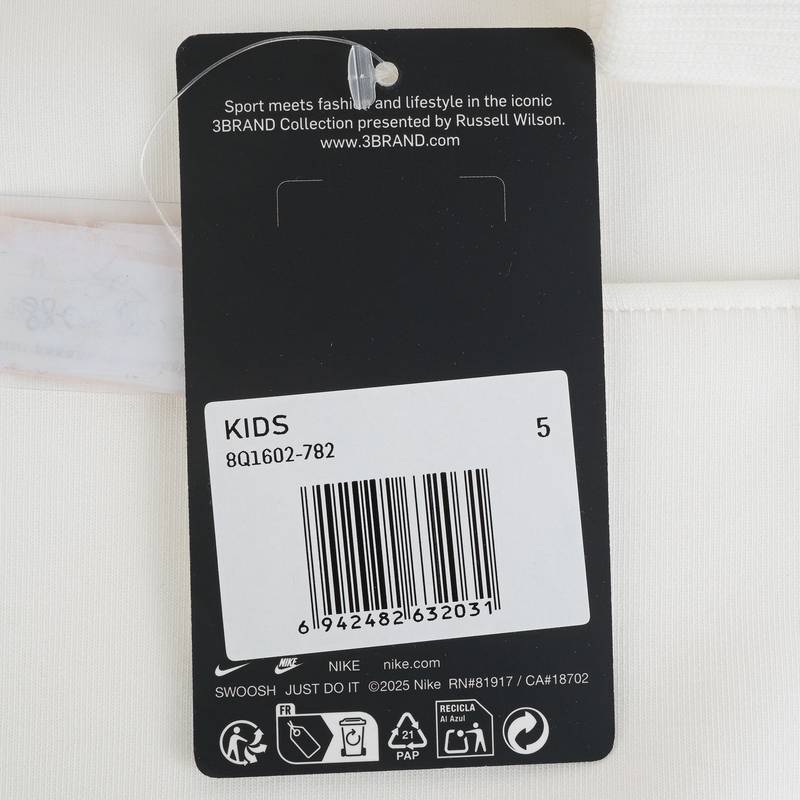 Sport meets fashion and lifestyle in the iconic
3BRAND Collection presented by Russell Wilson.
www.3BRAND.com
KIDS
5
8Q1602-782
6 942482 632031
NIKE NIKE nike.com
SWOOSH JUST DO IT ©2025 Nike RN#81917 / CA#18702
FR
21
PAP
RECICLA
Al Azul